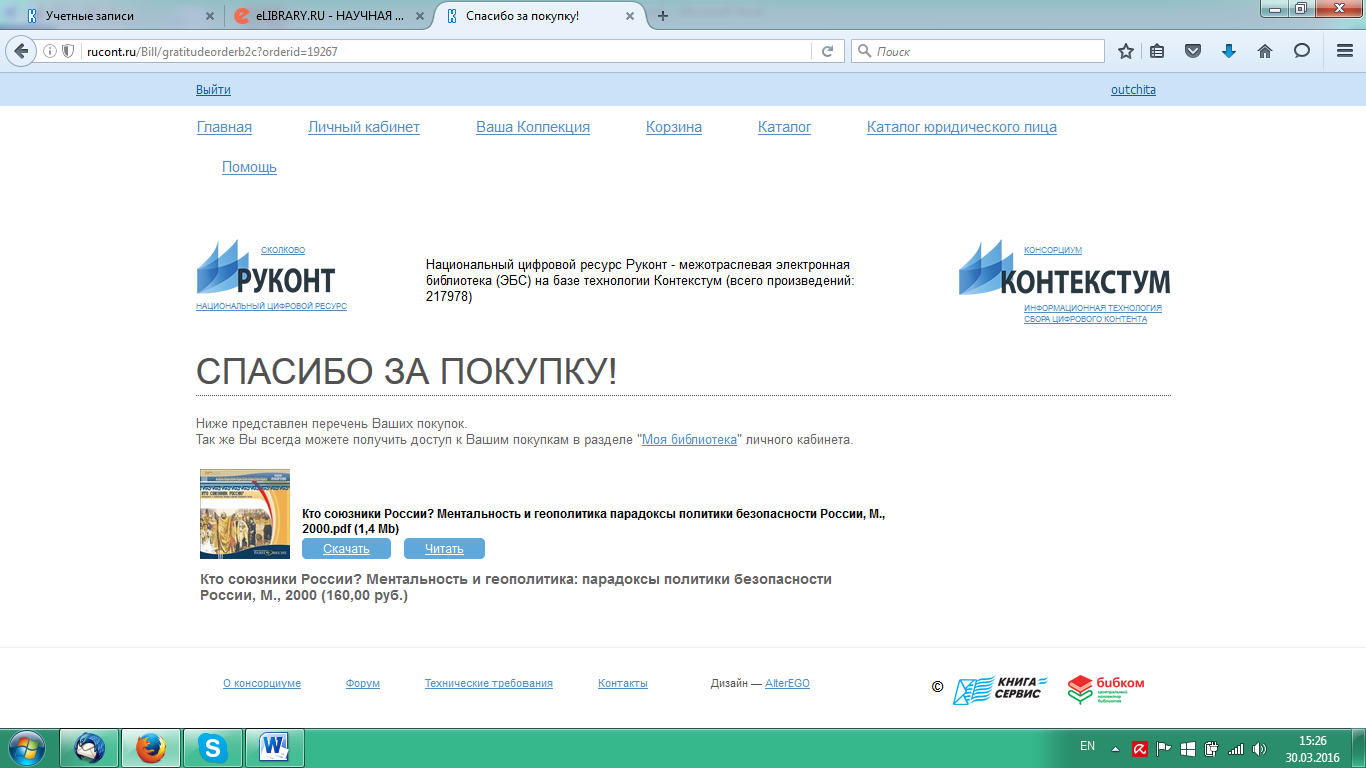 Учетные записи
eLIBRARY.RU - НАУЧНАЯ ...
Спасибо за покупку!
rucont.ru/Bill/gratitudeorderb2c?orderid=19267
Поиск
Выйти
outchita
Главная
Личный кабинет
Ваша Коллекция
Корзина
Каталог
Каталог юридического лица
Помощь
СКОЛКОВО
РУКОНТ
НАЦИОНАЛЬНЫЙ ЦИФРОВОЙ РЕСУРС
Национальный цифровой ресурс Руконт - межотраслевая электронная
библиотека (ЭБС) на базе технологии Контекстум (всего произведений:
217978)
КОНСОРЦИУМ
КОНТЕКСТУМ
ИНФОРМАЦИОННАЯ ТЕХНОЛОГИЯ
СБОРА ЦИФРОВОГО КОНТЕНТА
СПАСИБО ЗА ПОКУПКУ!
Ниже представлен перечень Ваших покупок.
Так же Вы всегда можете получить доступ к Вашим покупкам в разделе "Моя библиотека" личного кабинета.
КТО СОЮЗНИКИ РОССИИ?
Кто союзники России? Ментальность и геополитика парадоксы политики безопасности России, М.,
2000.pdf (1,4 Mb)
Скачать
Читать
Кто союзники России? Ментальность и геополитика: парадоксы политики безопасности
России, М., 2000 (160,00 руб.)
О консорциуме
Форум
Технические требования
Контакты
Дизайн — AlterEGO
©
КНИГА
СЕРВИС
бибком
центральный
коллектор
библиотек
EN
15:26
30.03.2016